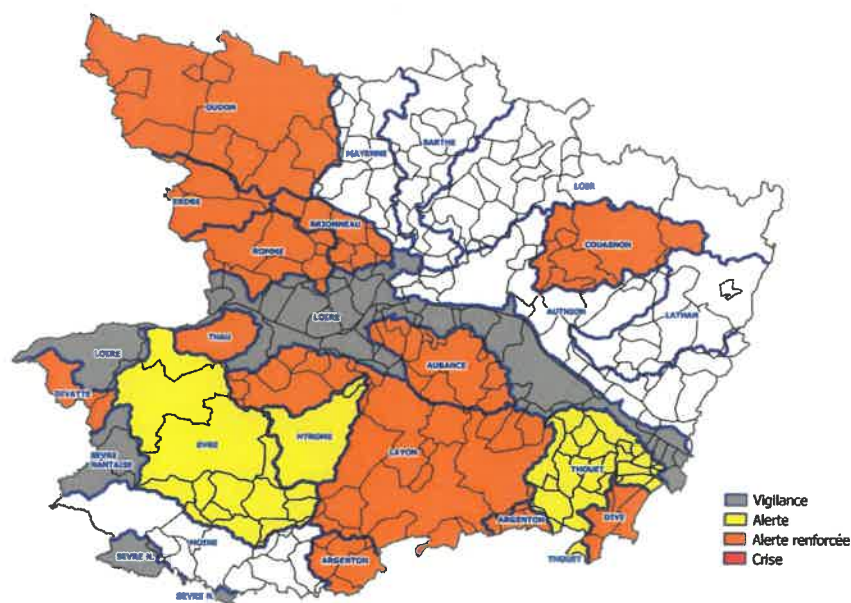 OUDON
MAYENNE
SARTHE
LOIR
ERDRE
BRIONNEAU
ROMME
COUASNON
LOIRE
AUTHION
LATHAN
THAU
LOIRE
AUBANCE
DIVATTE
EVRE
HYROME
LAYON
THOUET
SEVRE
NANTAISE
Vigilance
Alerte
Alerte renforcée
Crise
ARGENTON
DIVE
MOINE
SEVRE N.
ARGENTON
THOUET
SEVRE N.